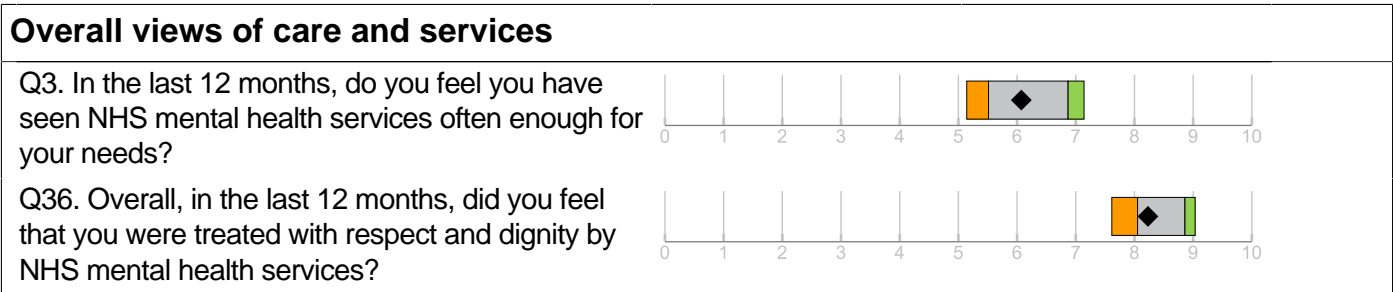 Overall views of care and services
Q3. In the last 12 months, do you feel you have
seen NHS mental health services often enough for
your needs?
0 1 2 3 4 5 6 7 8 9 10
Q36. Overall, in the last 12 months, did you feel
that you were treated with respect and dignity by
NHS mental health services?
0 1 2 3 4 5 6 7 8 9 10